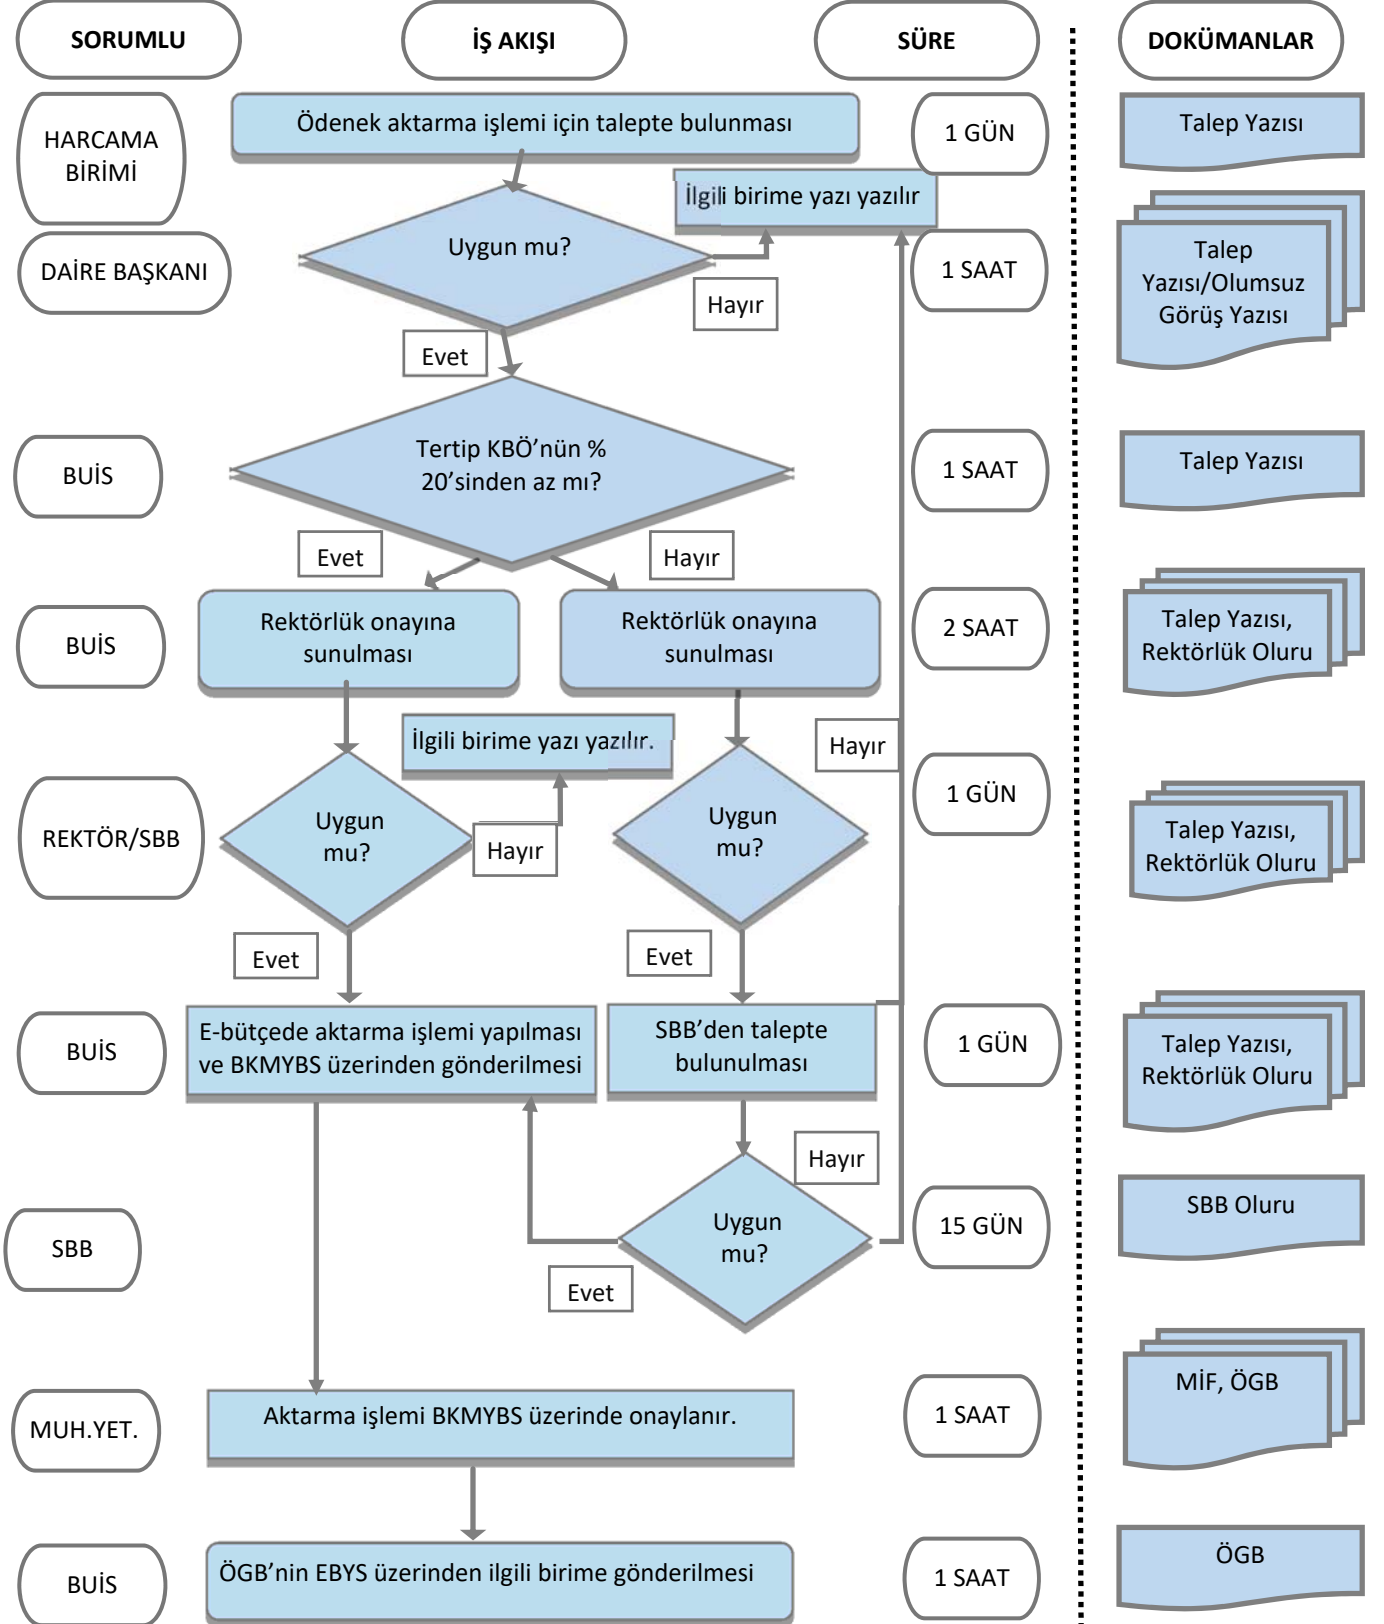 SORUMLU
İŞ AKIŞI
SÜRE
DOKÜMANLAR
HARCAMA
BİRİMİ
Ödenek aktarma işlemi için talepte bulunması
1 GÜN
Talep Yazısı
İlgili birime yazı yazılır
DAİRE BAŞKANI
Uygun mu?
Hayır
1 SAAT
Talep
Yazısı/Olumsuz
Görüş Yazısı
Evet
BUİS
Tertip KBÖ'nün %
20'sinden az mı?
1 SAAT
Talep Yazısı
Evet
Hayır
BUİS
Rektörlük onayına
sunulması
Rektörlük onayına
sunulması
2 SAAT
Talep Yazısı,
Rektörlük Oluru
İlgili birime yazı yazılır.
Hayır
REKTÖR/SBB
Uygun
mu?
Hayır
Uygun
mu?
1 GÜN
Talep Yazısı,
Rektörlük Oluru
Evet
Evet
BUİS
E-bütçede aktarma işlemi yapılması
ve BKMYBS üzerinden gönderilmesi
SBB'den talepte
bulunulması
1 GÜN
Talep Yazısı,
Rektörlük Oluru
Hayır
SBB
Uygun
mu?
15 GÜN
SBB Oluru
Evet
MUH.YET.
Aktarma işlemi BKMYBS üzerinde onaylanır.
1 SAAT
MİF, ÖGB
BUİS
ÖGB'nin EBYS üzerinden ilgili birime gönderilmesi
1 SAAT
ÖGB